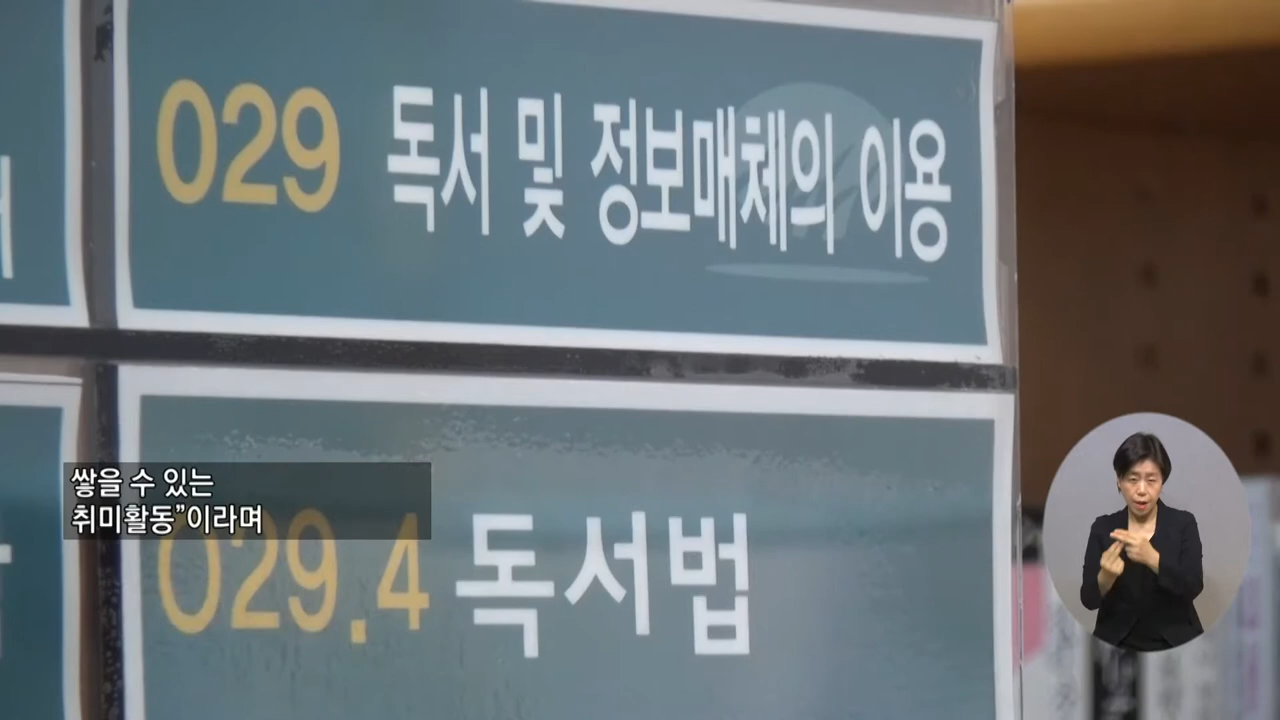 029 독서 및 정보매체의 이용
쌓을 수 있는
취미활동”이라며
029.4 독서법